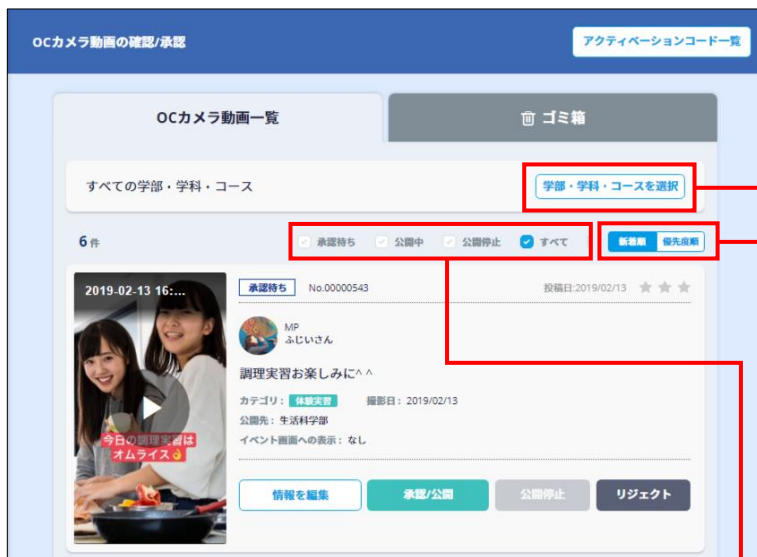 OCカメラ動画の確認/承認
アクティベーションコード一覧
OCカメラ動画一覧
ゴミ箱
すべての学部・学科・コース
学部・学科・コースを選択
6件
承認待ち 公開中 公開停止 すべて
新着順 優先度順
2019-02-13 16:...
承認待ち No.00000543 投稿日:2019/02/13
MP
ふじいさん
調理実習お楽しみに^ ^
カテゴリ： 体験実習 撮影日： 2019/02/13
公開先： 生活科学部
イベント画面への表示： なし
今日の調理実習は
オムライス👌
情報を編集 承認/公開 公開停止 リジェクト